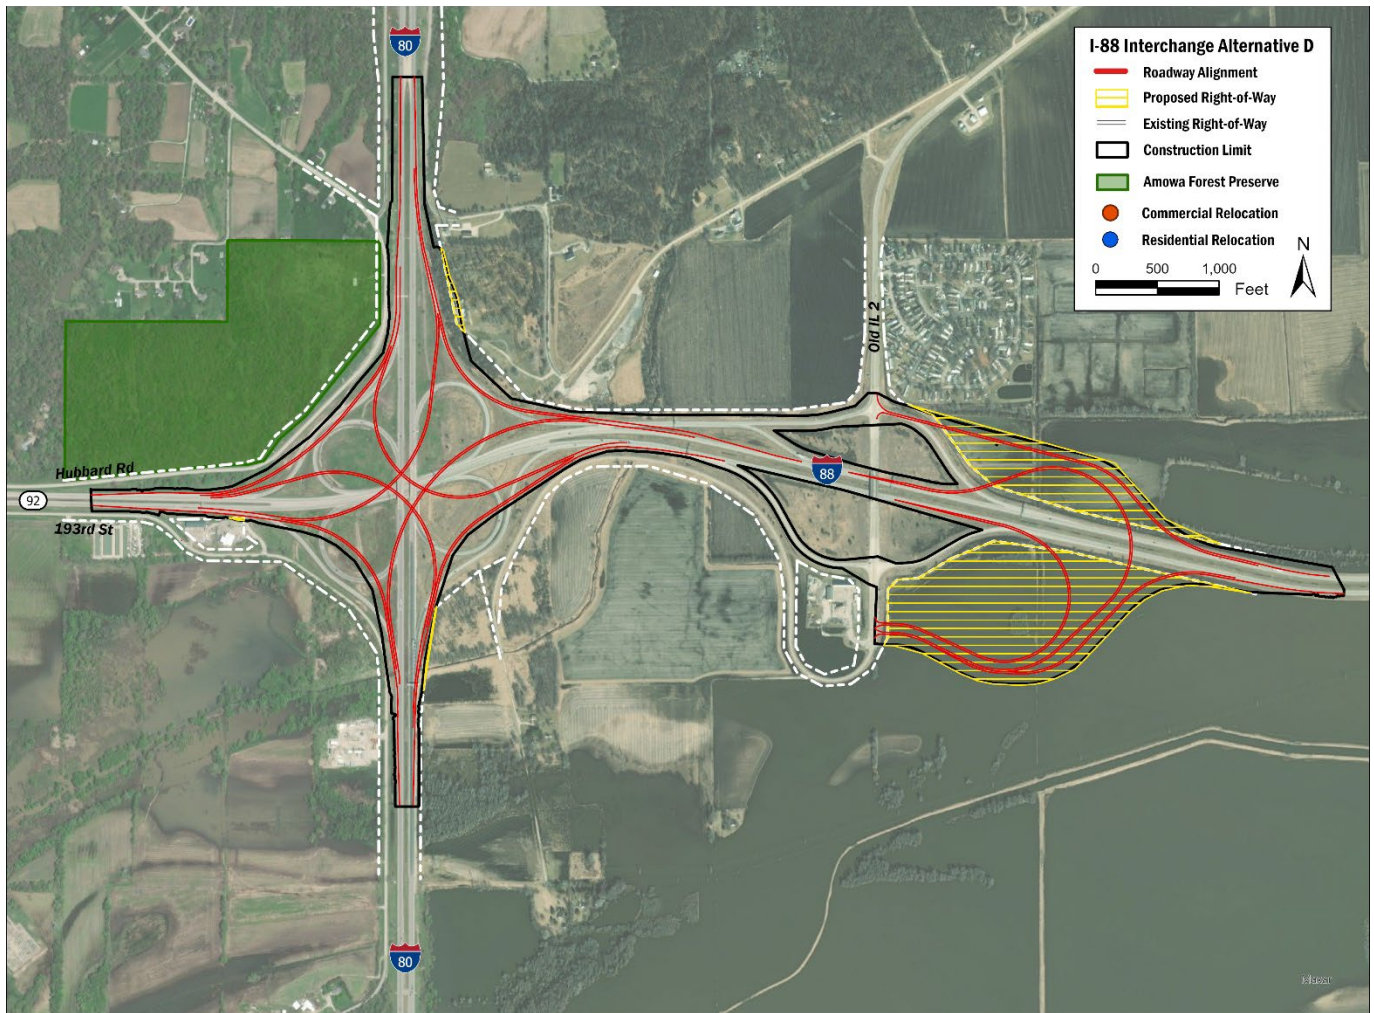 80
I-88 Interchange Alternative D
Roadway Alignment
Proposed Right-of-Way
Existing Right-of-Way
Construction Limit
Amowa Forest Preserve
Commercial Relocation
Residential Relocation
N
0 500 1,000
Feet
Old IL 2
Hubbard Rd
92
193rd St
88
80
Maxar